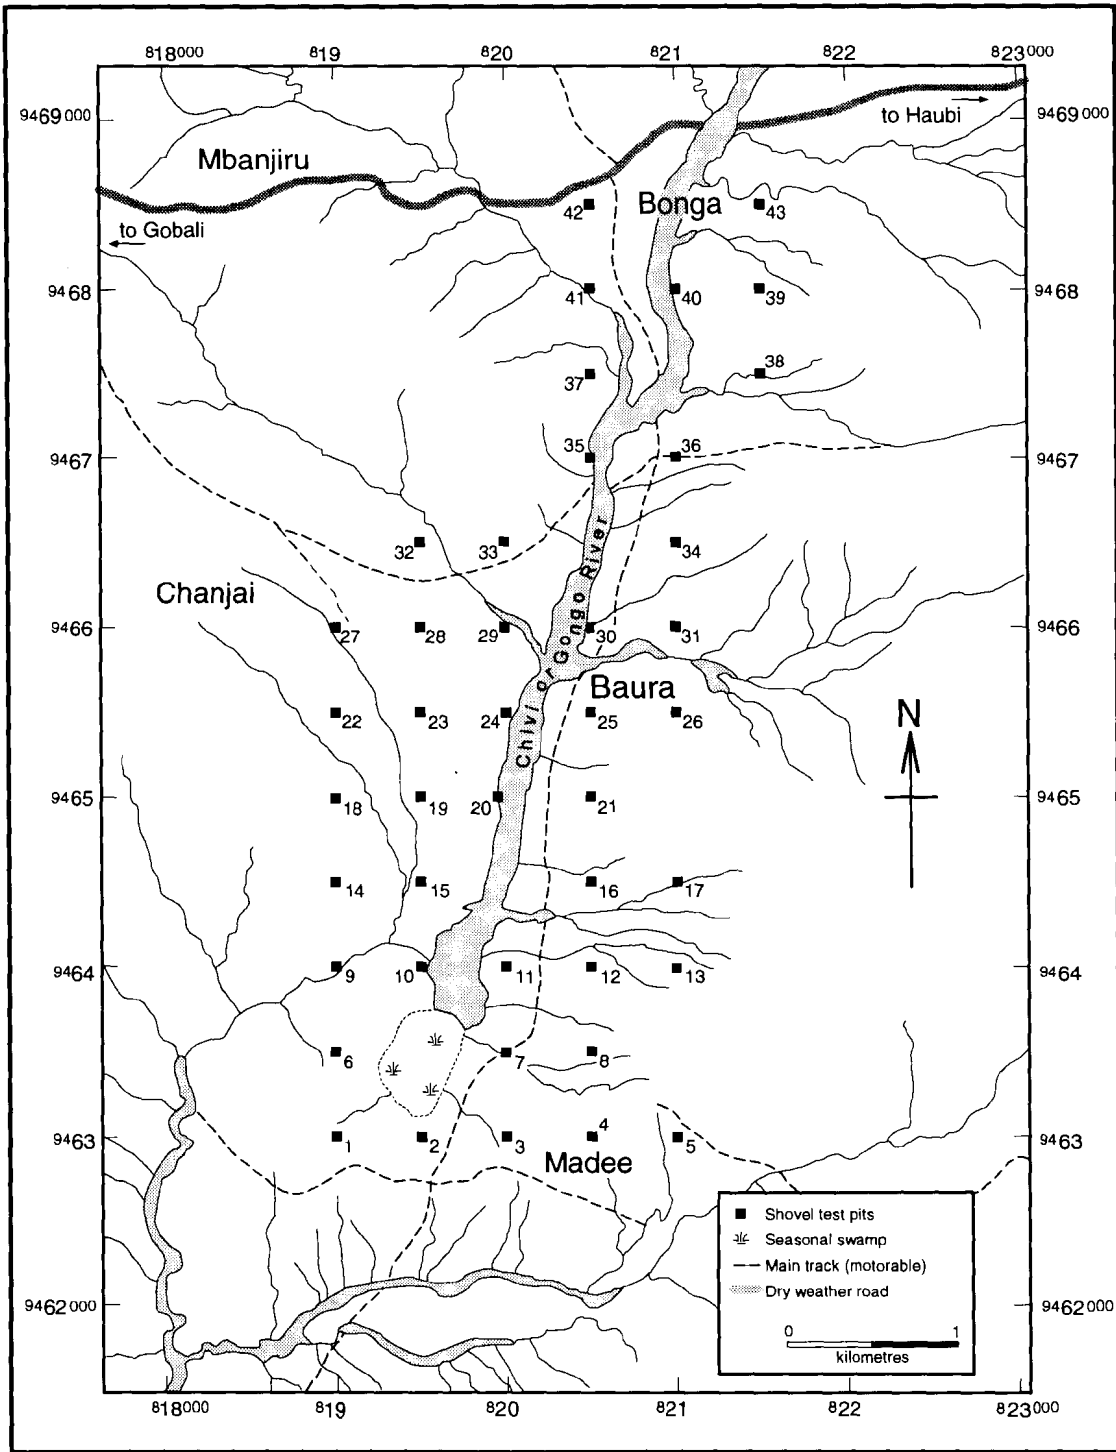 818000 819 820 821 822 823000
9469000 9469000
to Haubi
Mbanjiru
42 Bonga 43
to Gobali
9468 41 40 39 9468
38
37
35 36
9467 9467
32 33 34
Chanjai
9466 27 28 29 30 31 9466
Chivi or Gongo River
Baura
22 23 24 25 26
N
9465 18 19 20 21 9465
14 15 16 17
9464 9 10 11 12 13 9464
6 7 8
9463 1 2 3 4 5 9463
Madee
Shovel test pits
Seasonal swamp
Main track (motorable)
Dry weather road
0 1
kilometres
9462000 9462000
818000 819 820 821 822 823000